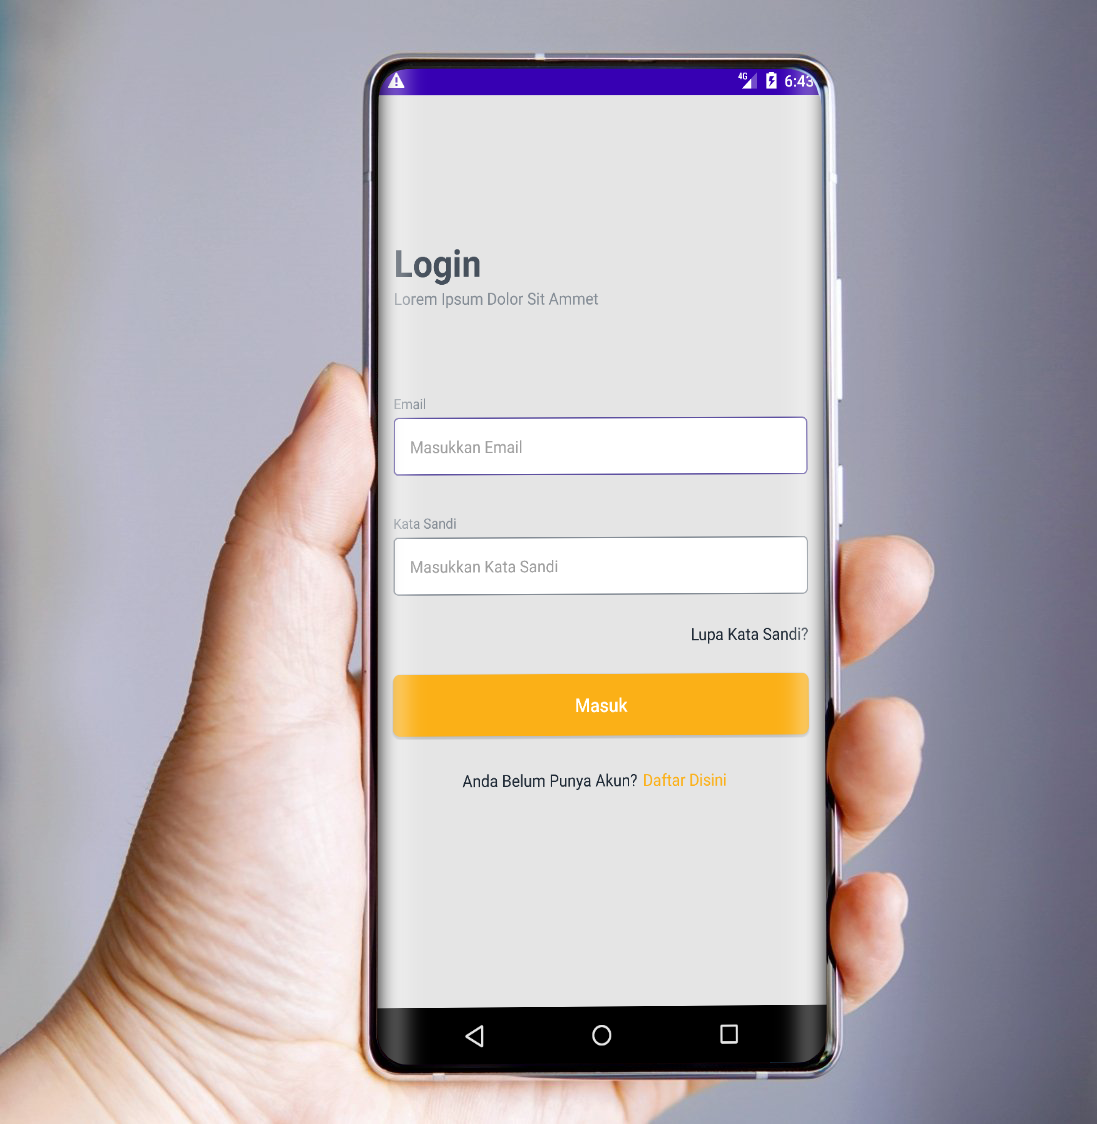 4G 6:43
Login
Lorem Ipsum Dolor Sit Ammet
Email
Masukkan Email
Kata Sandi
Masukkan Kata Sandi
Lupa Kata Sandi?
Masuk
Anda Belum Punya Akun? Daftar Disini